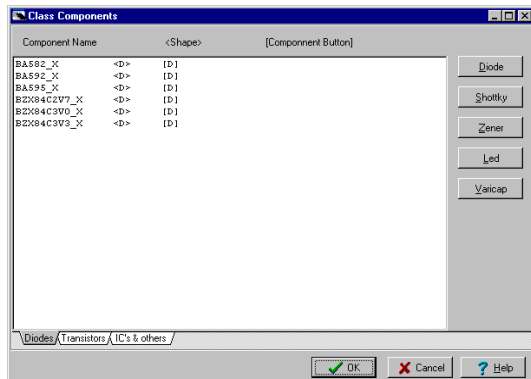 Class Components
Component Name <Shape> [Componnent Button]
BA582_X <D> [D]
BA592_X <D> [D]
BA595_X <D> [D]
BZX84C2V7_X <D> [D]
BZX84C3V0_X <D> [D]
BZX84C3V3_X <D> [D]
Diode
Shottky
Zener
Led
Varicap
Diodes Transistors IC's & others
OK Cancel Help